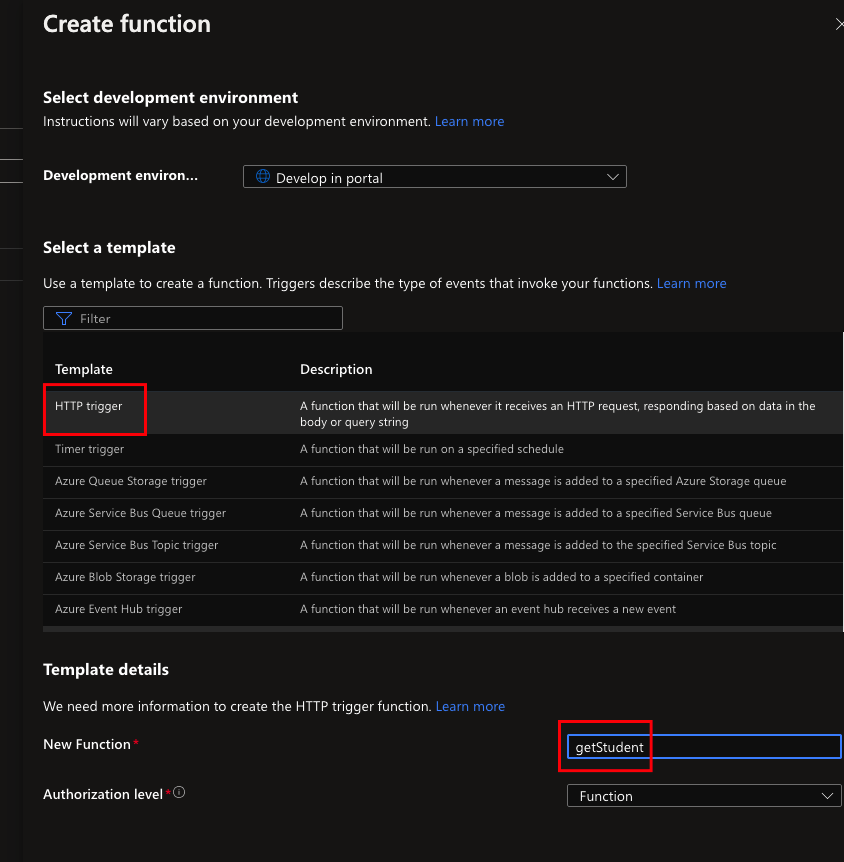 Create function
Select development environment
Instructions will vary based on your development environment. Learn more
Development environ... Develop in portal
Select a template
Use a template to create a function. Triggers describe the type of events that invoke your functions. Learn more
Filter
Template Description
HTTP trigger A function that will be run whenever it receives an HTTP request, responding based on data in the
body or query string
Timer trigger A function that will be run on a specified schedule
Azure Queue Storage trigger A function that will be run whenever a message is added to a specified Azure Storage queue
Azure Service Bus Queue trigger A function that will be run whenever a message is added to a specified Service Bus queue
Azure Service Bus Topic trigger A function that will be run whenever a message is added to the specified Service Bus topic
Azure Blob Storage trigger A function that will be run whenever a blob is added to a specified container
Azure Event Hub trigger A function that will be run whenever an event hub receives a new event
Template details
We need more information to create the HTTP trigger function. Learn more
New Function * getStudent
Authorization level * Function